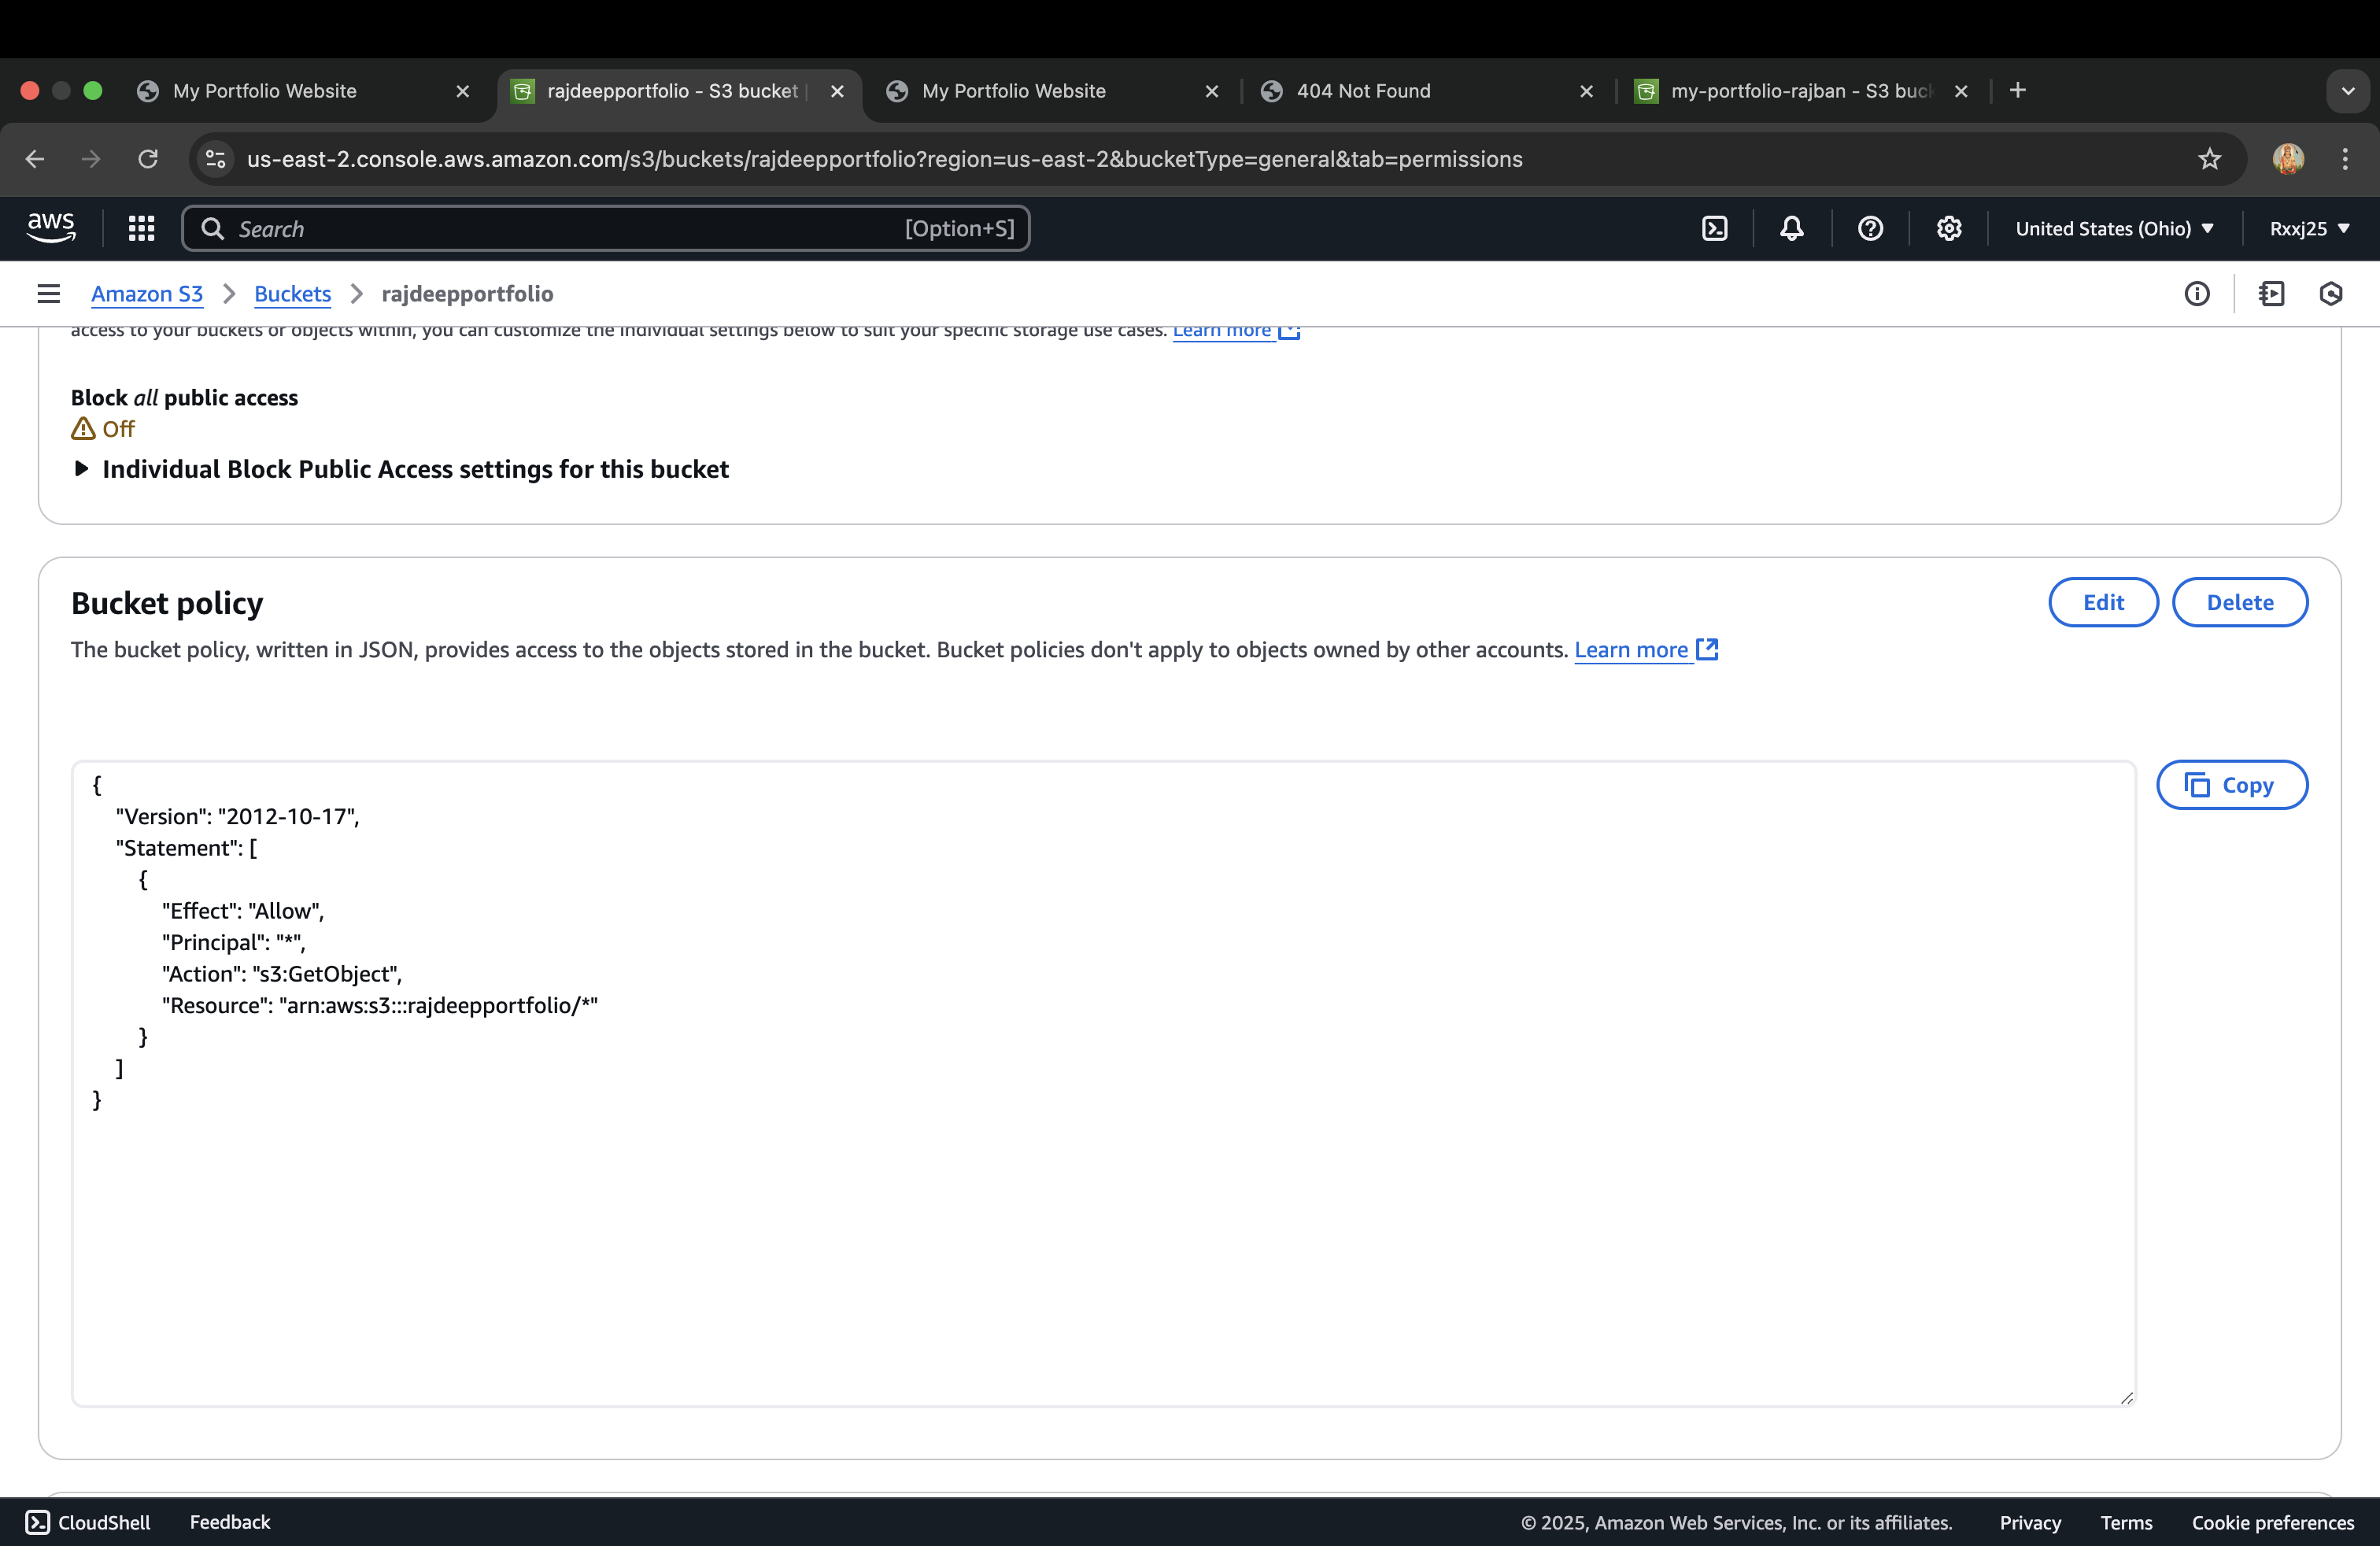 My Portfolio Website
rajdeepportfolio - S3 bucket |
My Portfolio Website
404 Not Found
my-portfolio-rajban - S3 buck
us-east-2.console.aws.amazon.com/s3/buckets/rajdeepportfolio?region=us-east-2&bucketType=general&tab=permissions
aws
Search
[Option+S]
United States (Ohio)
Rxxj25
Amazon S3
Buckets
rajdeepportfolio
access to your buckets or objects within, you can customize the individual settings below to suit your specific storage use cases. Learn more
Block all public access
Off
Individual Block Public Access settings for this bucket
Bucket policy
Edit
Delete
The bucket policy, written in JSON, provides access to the objects stored in the bucket. Bucket policies don't apply to objects owned by other accounts. Learn more
Copy
{
"Version": "2012-10-17",
"Statement": [
{
"Effect": "Allow",
"Principal": "*",
"Action": "s3:GetObject",
"Resource": "arn:aws:s3:::rajdeepportfolio/*"
}
]
}
CloudShell
Feedback
© 2025, Amazon Web Services, Inc. or its affiliates.
Privacy
Terms
Cookie preferences